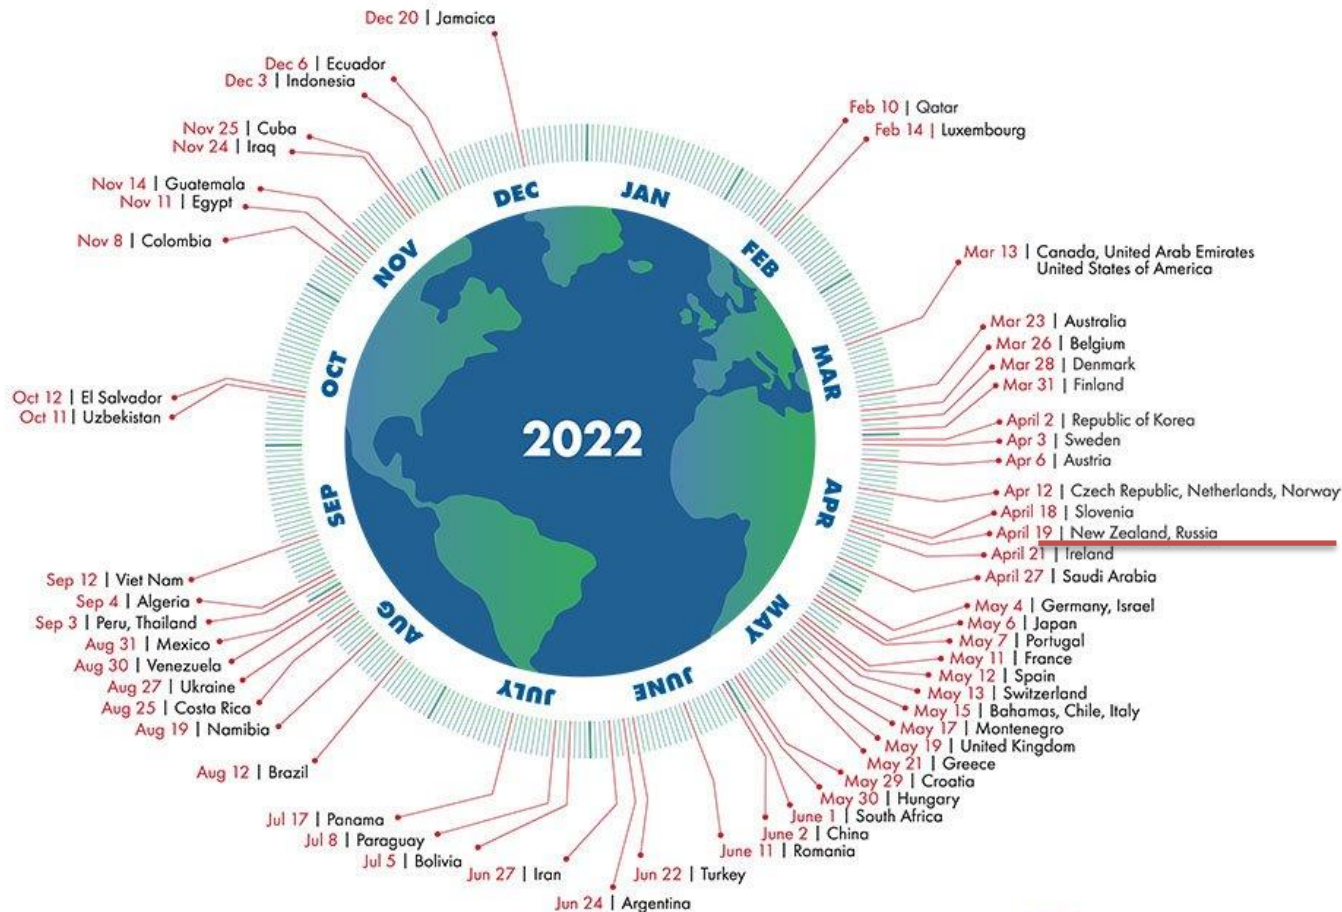 Dec 20 | Jamaica
Dec 6 | Ecuador
Dec 3 | Indonesia
Nov 25 | Cuba
Nov 24 | Iraq
Nov 14 | Guatemala
Nov 11 | Egypt
Nov 8 | Colombia
Oct 12 | El Salvador
Oct 11 | Uzbekistan
Sep 12 | Viet Nam
Sep 4 | Algeria
Sep 3 | Peru, Thailand
Aug 31 | Mexico
Aug 30 | Venezuela
Aug 27 | Ukraine
Aug 25 | Costa Rica
Aug 19 | Namibia
Aug 12 | Brazil
Jul 17 | Panama
Jul 8 | Paraguay
Jul 5 | Bolivia
Jun 27 | Iran
Jun 24 | Argentina
Jun 22 | Turkey
Feb 10 | Qatar
Feb 14 | Luxembourg
Mar 13 | Canada, United Arab Emirates
United States of America
Mar 23 | Australia
Mar 26 | Belgium
Mar 28 | Denmark
Mar 31 | Finland
April 2 | Republic of Korea
Apr 3 | Sweden
Apr 6 | Austria
Apr 12 | Czech Republic, Netherlands, Norway
April 18 | Slovenia
April 19 | New Zealand, Russia
April 21 | Ireland
April 27 | Saudi Arabia
May 4 | Germany, Israel
May 6 | Japan
May 7 | Portugal
May 11 | France
May 12 | Spain
May 13 | Switzerland
May 15 | Bahamas, Chile, Italy
May 17 | Montenegro
May 19 | United Kingdom
May 21 | Greece
May 29 | Croatia
May 30 | Hungary
June 1 | South Africa
June 2 | China
June 11 | Romania
JAN
FEB
MAR
APR
MAY
JUNE
JULY
AUG
SEP
OCT
NOV
DEC
2022